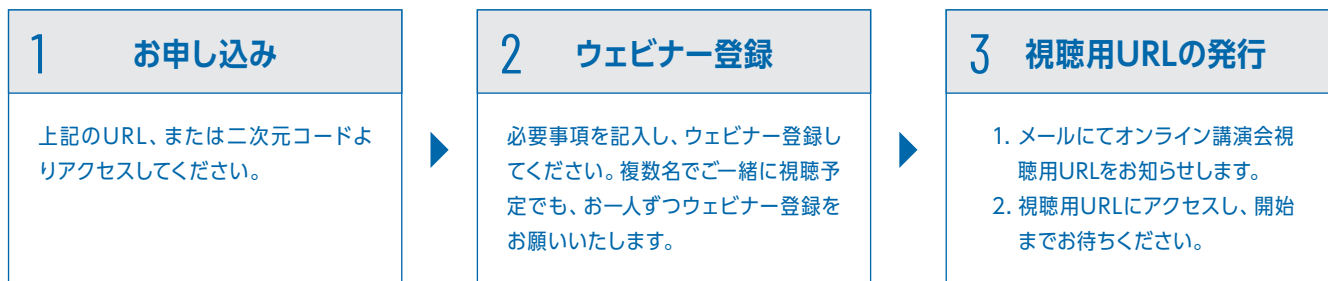 1 お申し込み
上記のURL、または二次元コードよ
りアクセスしてください。
2 ウェビナー登録
必要事項を記入し、ウェビナー登録し
てください。複数名でご一緒に視聴予
定でも、お一人ずつウェビナー登録を
お願いいたします。
3 視聴用URLの発行
1. メールにてオンライン講演会視
聴用URLをお知らせします。
2. 視聴用URLにアクセスし、開始
までお待ちください。